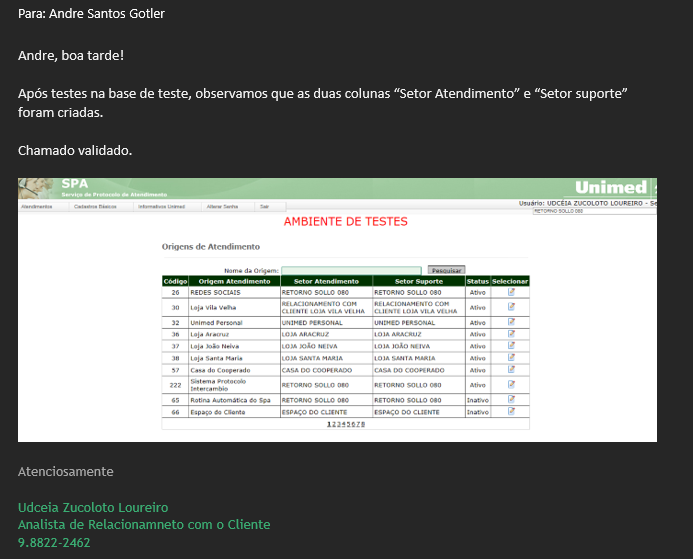 Para: Andre Santos Gotler
Andre, boa tarde!
Após testes na base de teste, observamos que as duas colunas “Setor Atendimento” e “Setor suporte”
foram criadas.
Chamado validado.
SPA
Serviço de Protocolo de Atendimento
Unimed
Atendimentos Cadastros Básicos Informativos Unimed Alterar Senha Sair
Usuário: UDCÉIA ZUCOLOTO LOUREIRO - Se
RETORNO SOLLO 080
AMBIENTE DE TESTES
Origens de Atendimento
Nome da Origem: Pesquisar
Código Origem Atendimento Setor Atendimento Setor Suporte Status Selecionar
26 REDES SOCIAIS RETORNO SOLLO 080 RETORNO SOLLO 080 Ativo
30 Loja Vila Velha RELACIONAMENTO COM CLIENTE LOJA VILA VELHA RELACIONAMENTO COM CLIENTE LOJA VILA VELHA Ativo
32 Unimed Personal UNIMED PERSONAL UNIMED PERSONAL Ativo
36 Loja Aracruz LOJA ARACRUZ LOJA ARACRUZ Ativo
37 Loja João Neiva LOJA JOÃO NEIVA LOJA JOÃO NEIVA Ativo
38 Loja Santa Maria LOJA SANTA MARIA LOJA SANTA MARIA Ativo
57 Casa do Cooperado CASA DO COOPERADO CASA DO COOPERADO Ativo
222 Sistema Protocolo Intercambio RETORNO SOLLO 080 RETORNO SOLLO 080 Ativo
65 Rotina Automática do Spa RETORNO SOLLO 080 RETORNO SOLLO 080 Inativo
66 Espaço do Cliente ESPAÇO DO CLIENTE ESPAÇO DO CLIENTE Inativo
1 2 3 4 5 6 7 8
Atenciosamente
Udceia Zucoloto Loureiro
Analista de Relacionamneto com o Cliente
9.8822-2462